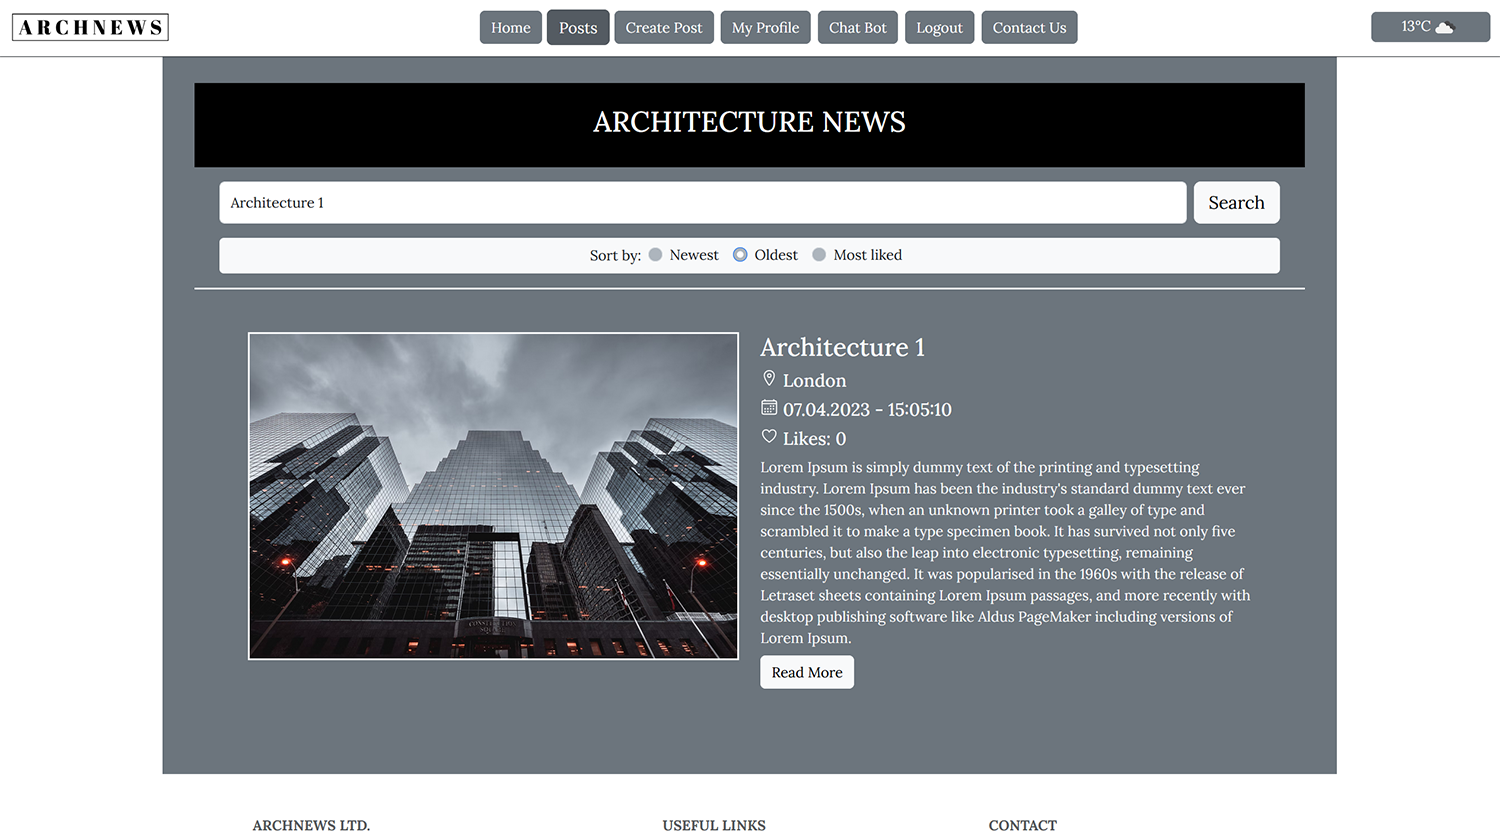 ARCHNEWS
Home
Posts
Create Post
My Profile
Chat Bot
Logout
Contact Us
13°C
ARCHITECTURE NEWS
Architecture 1
Search
Sort by: Newest Oldest Most liked
Architecture 1
London
07.04.2023 - 15:05:10
Likes: 0
Lorem Ipsum is simply dummy text of the printing and typesetting
industry. Lorem Ipsum has been the industry's standard dummy text ever
since the 1500s, when an unknown printer took a galley of type and
scrambled it to make a type specimen book. It has survived not only five
centuries, but also the leap into electronic typesetting, remaining
essentially unchanged. It was popularised in the 1960s with the release of
Letraset sheets containing Lorem Ipsum passages, and more recently with
desktop publishing software like Aldus PageMaker including versions of
Lorem Ipsum.
Read More
ARCHNEWS LTD.
USEFUL LINKS
CONTACT